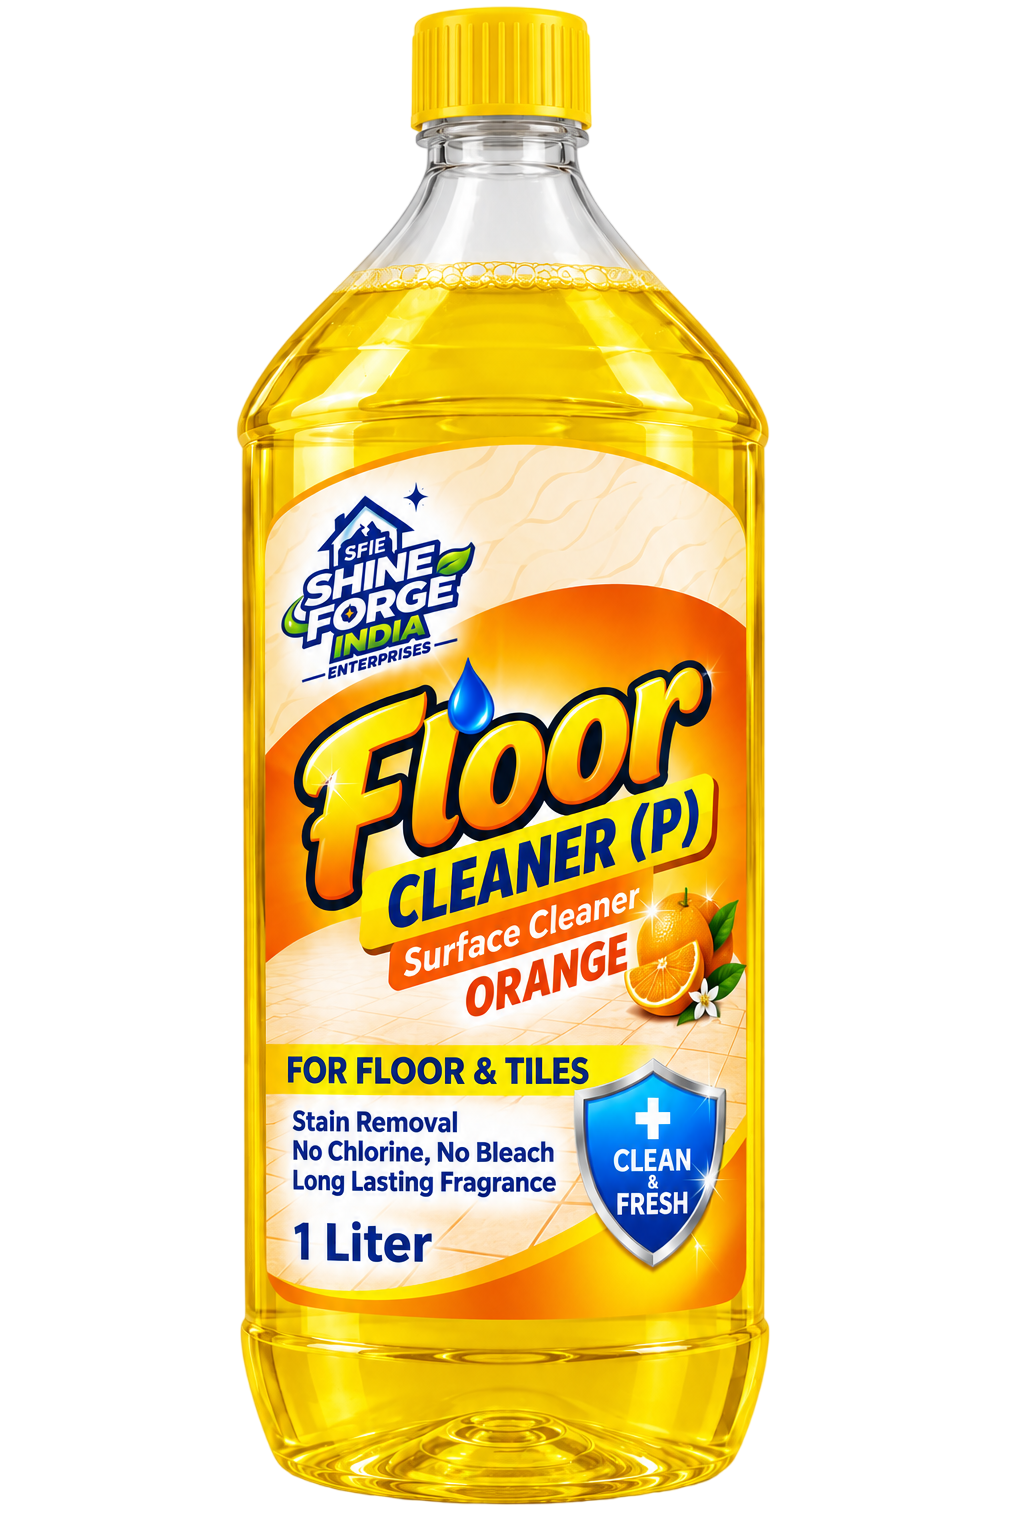 SFIE
SHINE
FORGE
INDIA
ENTERPRISES
Floor
CLEANER (P)
Surface Cleaner
ORANGE
FOR FLOOR & TILES
Stain Removal
No Chlorine, No Bleach
Long Lasting Fragrance
1 Liter
CLEAN
&
FRESH